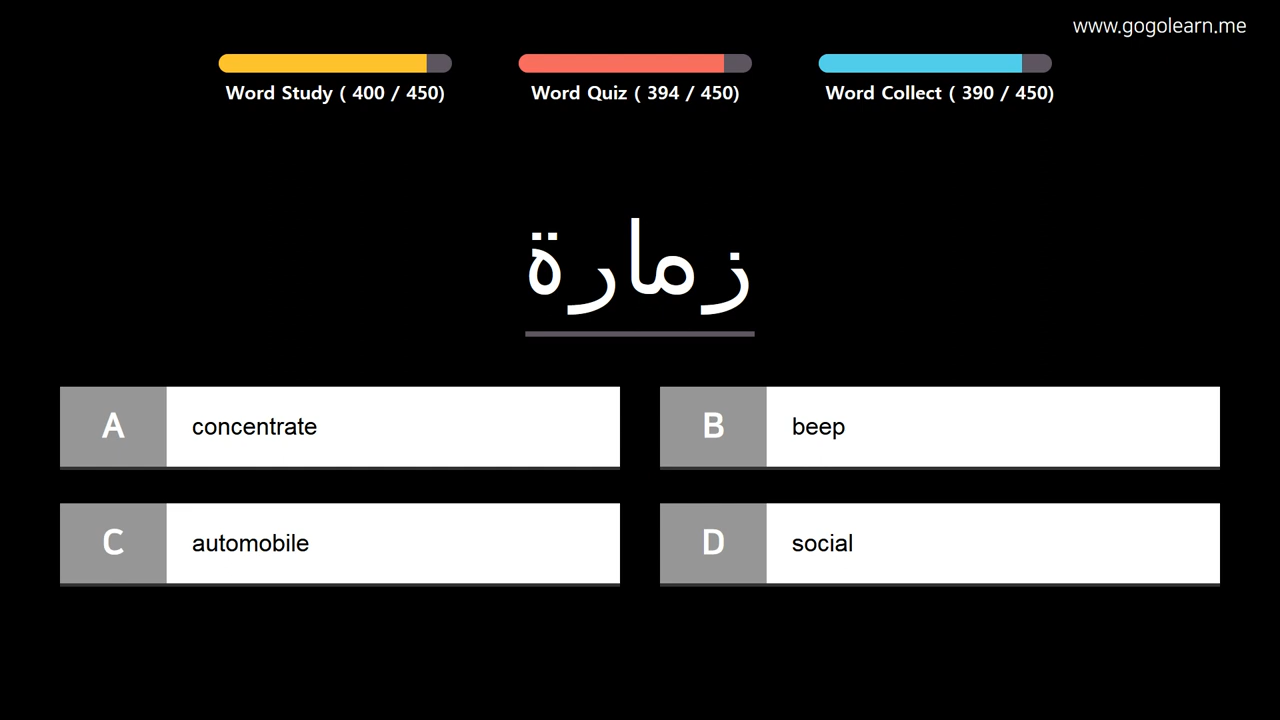 www.gogolearn.me
Word Study ( 400 / 450)
Word Quiz ( 394 / 450)
Word Collect ( 390 / 450)
زمارة
A concentrate
B beep
C automobile
D social